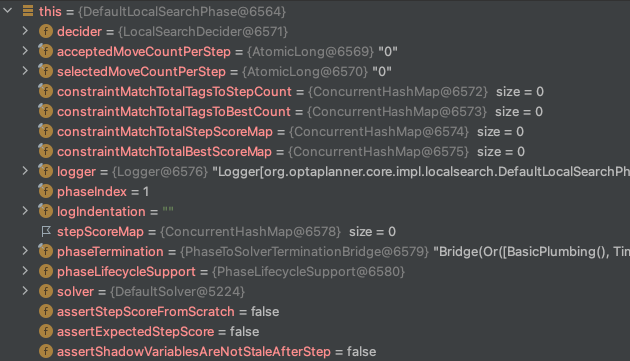 this = {DefaultLocalSearchPhase@6564}
decider = {LocalSearchDecider@6571}
acceptedMoveCountPerStep = {AtomicLong@6569} "0"
selectedMoveCountPerStep = {AtomicLong@6570} "0"
constraintMatchTotalTagsToStepCount = {ConcurrentHashMap@6572} size = 0
constraintMatchTotalTagsToBestCount = {ConcurrentHashMap@6573} size = 0
constraintMatchTotalStepScoreMap = {ConcurrentHashMap@6574} size = 0
constraintMatchTotalBestScoreMap = {ConcurrentHashMap@6575} size = 0
logger = {Logger@6576} "Logger[org.optaplanner.core.impl.localsearch.DefaultLocalSearchPh
phaseIndex = 1
logIndentation = ""
stepScoreMap = {ConcurrentHashMap@6578} size = 0
phaseTermination = {PhaseToSolverTerminationBridge@6579} "Bridge(Or([BasicPlumbing(), Tim
phaseLifecycleSupport = {PhaseLifecycleSupport@6580}
solver = {DefaultSolver@5224}
assertStepScoreFromScratch = false
assertExpectedStepScore = false
assertShadowVariablesAreNotStaleAfterStep = false